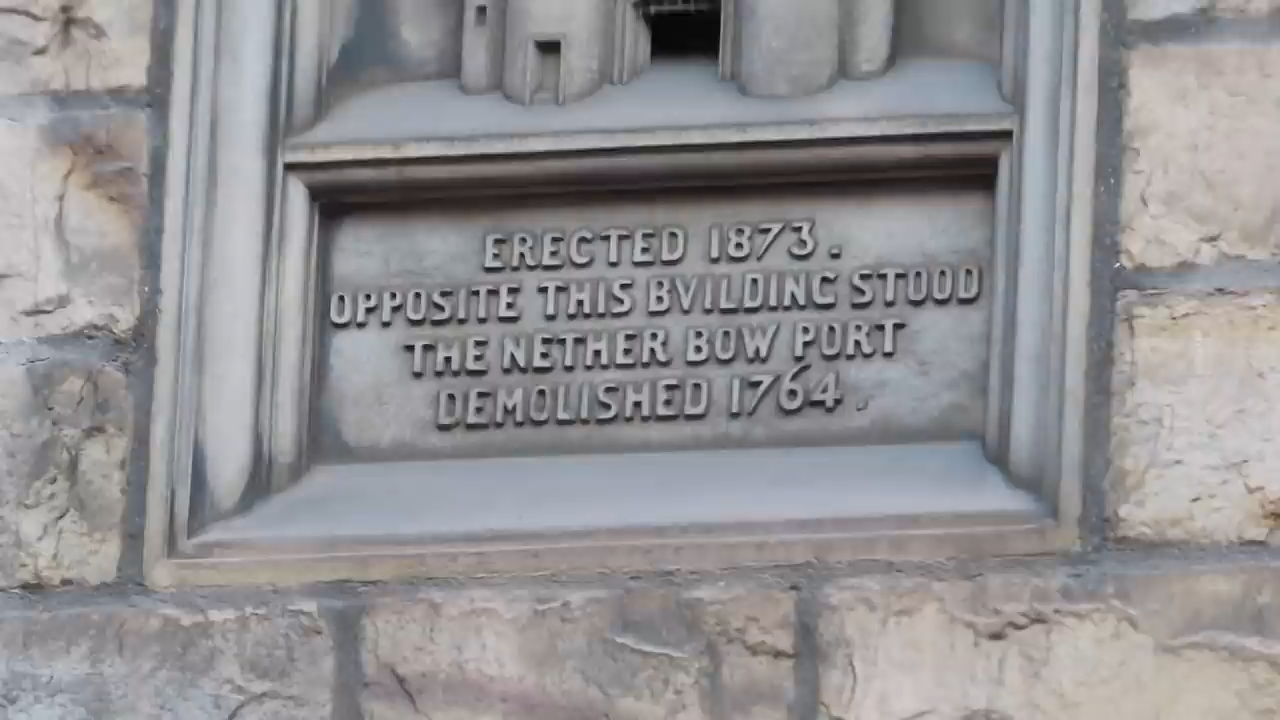 ERECTED 1873.
OPPOSITE THIS BVILDING STOOD
THE NETHER BOW PORT
DEMOLISHED 1764.